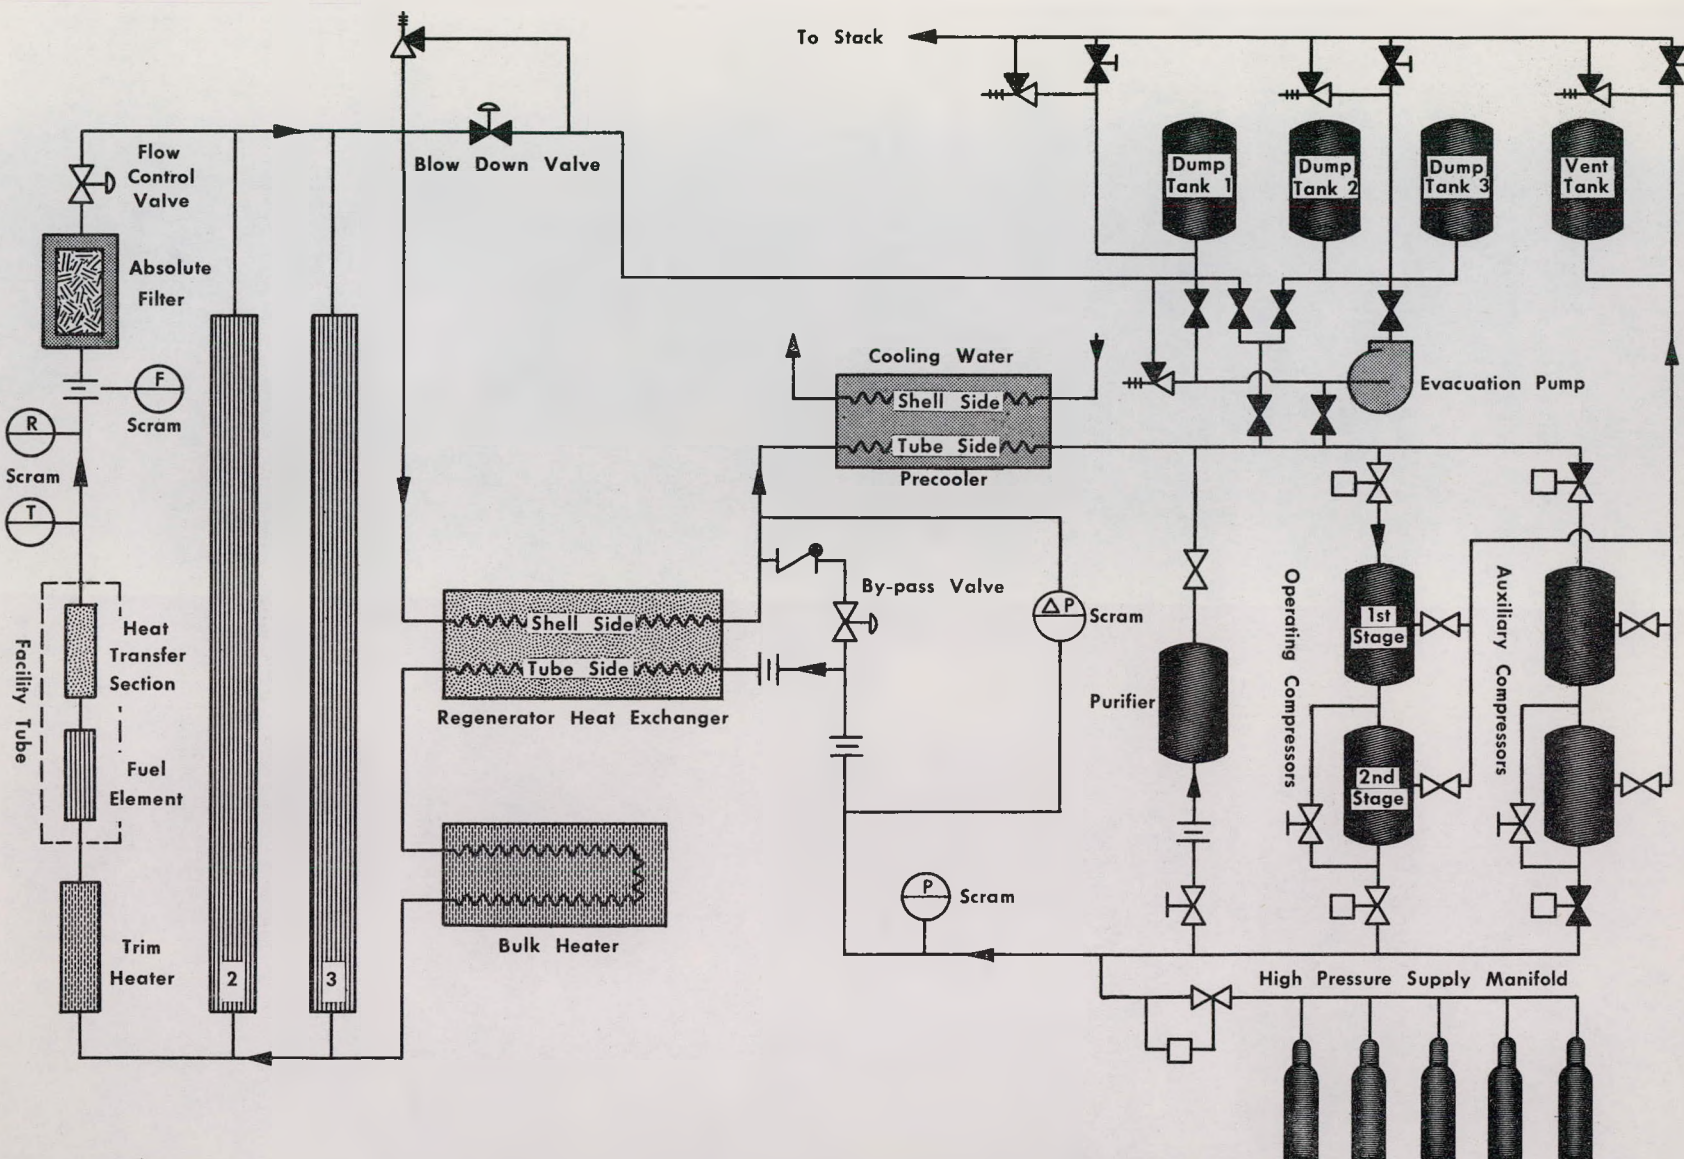 To Stack
Flow
Control
Valve
Blow Down Valve
Dump
Tank 1
Dump
Tank 2
Dump
Tank 3
Vent
Tank
Absolute
Filter
F
Scram
R
Scram
T
Cooling Water
Shell Side
Tube Side
Precooler
Evacuation Pump
Facility Tube
Heat
Transfer
Section
Fuel
Element
Trim
Heater
2
3
Shell Side
Tube Side
Regenerator Heat Exchanger
Bulk Heater
By-pass Valve
Δ P
Scram
P
Scram
Purifier
Operating Compressors
1st
Stage
2nd
Stage
Auxiliary Compressors
High Pressure Supply Manifold